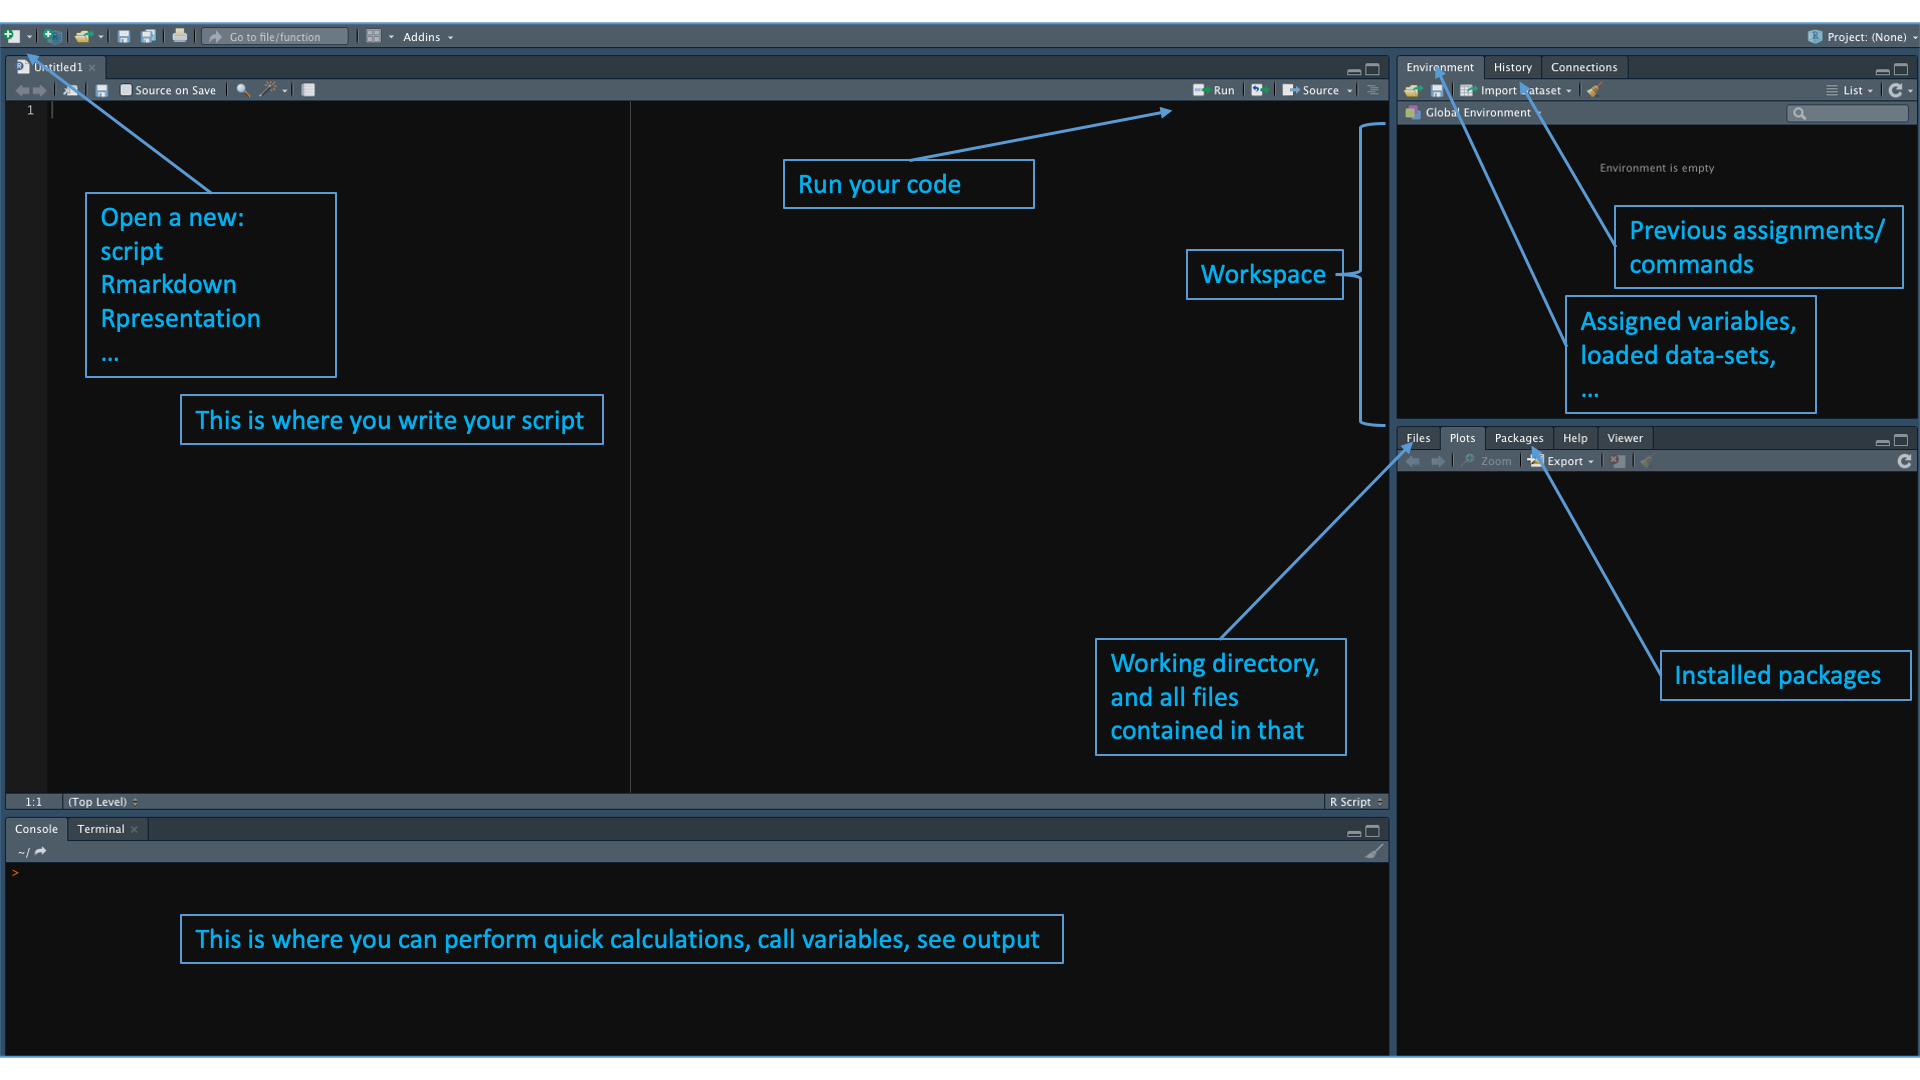 Go to file/function
Addins
Project: (None)
Untitled1
Source on Save
Run
Source
1
Run your code
Open a new:
script
Rmarkdown
Rpresentation
...
This is where you write your script
Workspace
Working directory,
and all files
contained in that
1:1
(Top Level)
R Script
Console
Terminal
~/
>
This is where you can perform quick calculations, call variables, see output
Environment
History
Connections
Import Dataset
List
Global Environment
Environment is empty
Previous assignments/
commands
Assigned variables,
loaded data-sets,
...
Files
Plots
Packages
Help
Viewer
Zoom
Export
Installed packages